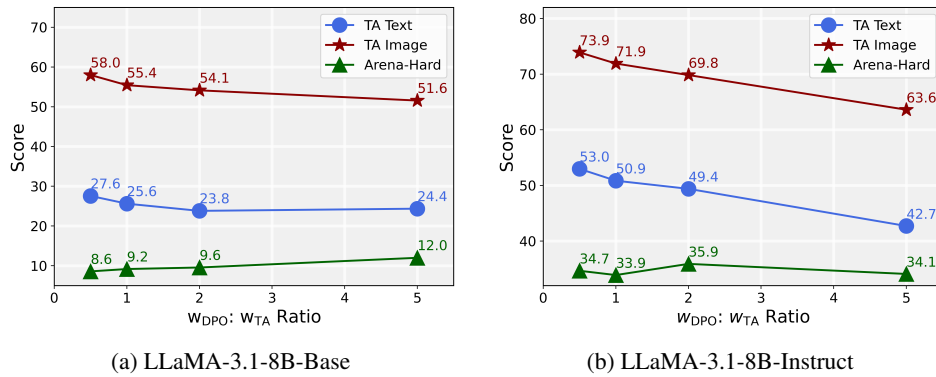 70
60
50
40
30
20
10
Score
58.0
55.4
54.1
51.6
27.6
25.6
23.8
24.4
8.6
9.2
9.6
12.0
TA Text
TA Image
Arena-Hard
0 1 2 3 4 5
w_DPO: w_TA Ratio
(a) LLaMA-3.1-8B-Base
80
70
60
50
40
Score
73.9
71.9
69.8
63.6
53.0
50.9
49.4
42.7
34.7
33.9
35.9
34.1
TA Text
TA Image
Arena-Hard
0 1 2 3 4 5
w_DPO: w_TA Ratio
(b) LLaMA-3.1-8B-Instruct